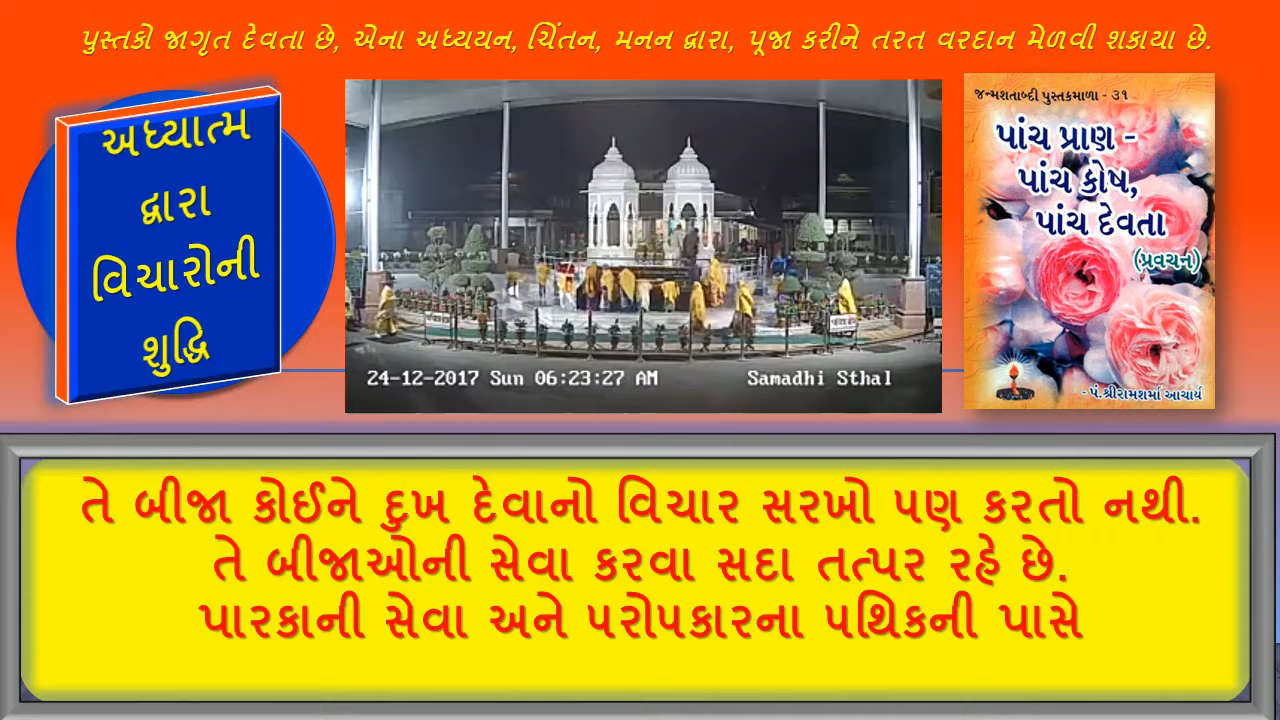 પુસ્તકો જાગૃત દેવતા છે, એના અધ્યયન, ચિંતન, મનન દ્વારા, પૂજા કરીને તરત વરદાન મેળવી શકાયા છે.
અધ્યાત્મ
દ્વારા
વિચારોની
શુદ્ધિ
24-12-2017 Sun 06:23:27 AM
Samadhi Sthal
જન્મશતાબ્દી પુસ્તકમાળા - ૩૧
પાંચ પ્રાણ -
પાંચ કોષ,
પાંચ દેવતા
(પ્રવચન)
- પં.શ્રીરામશર્મા આચાર્ય
તે બીજા કોઈને દુખ દેવાનો વિચાર સરખો પણ કરતો નથી.
તે બીજાઓની સેવા કરવા સદા તત્પર રહે છે.
પારકાની સેવા અને પરોપકારના પથિકની પાસે